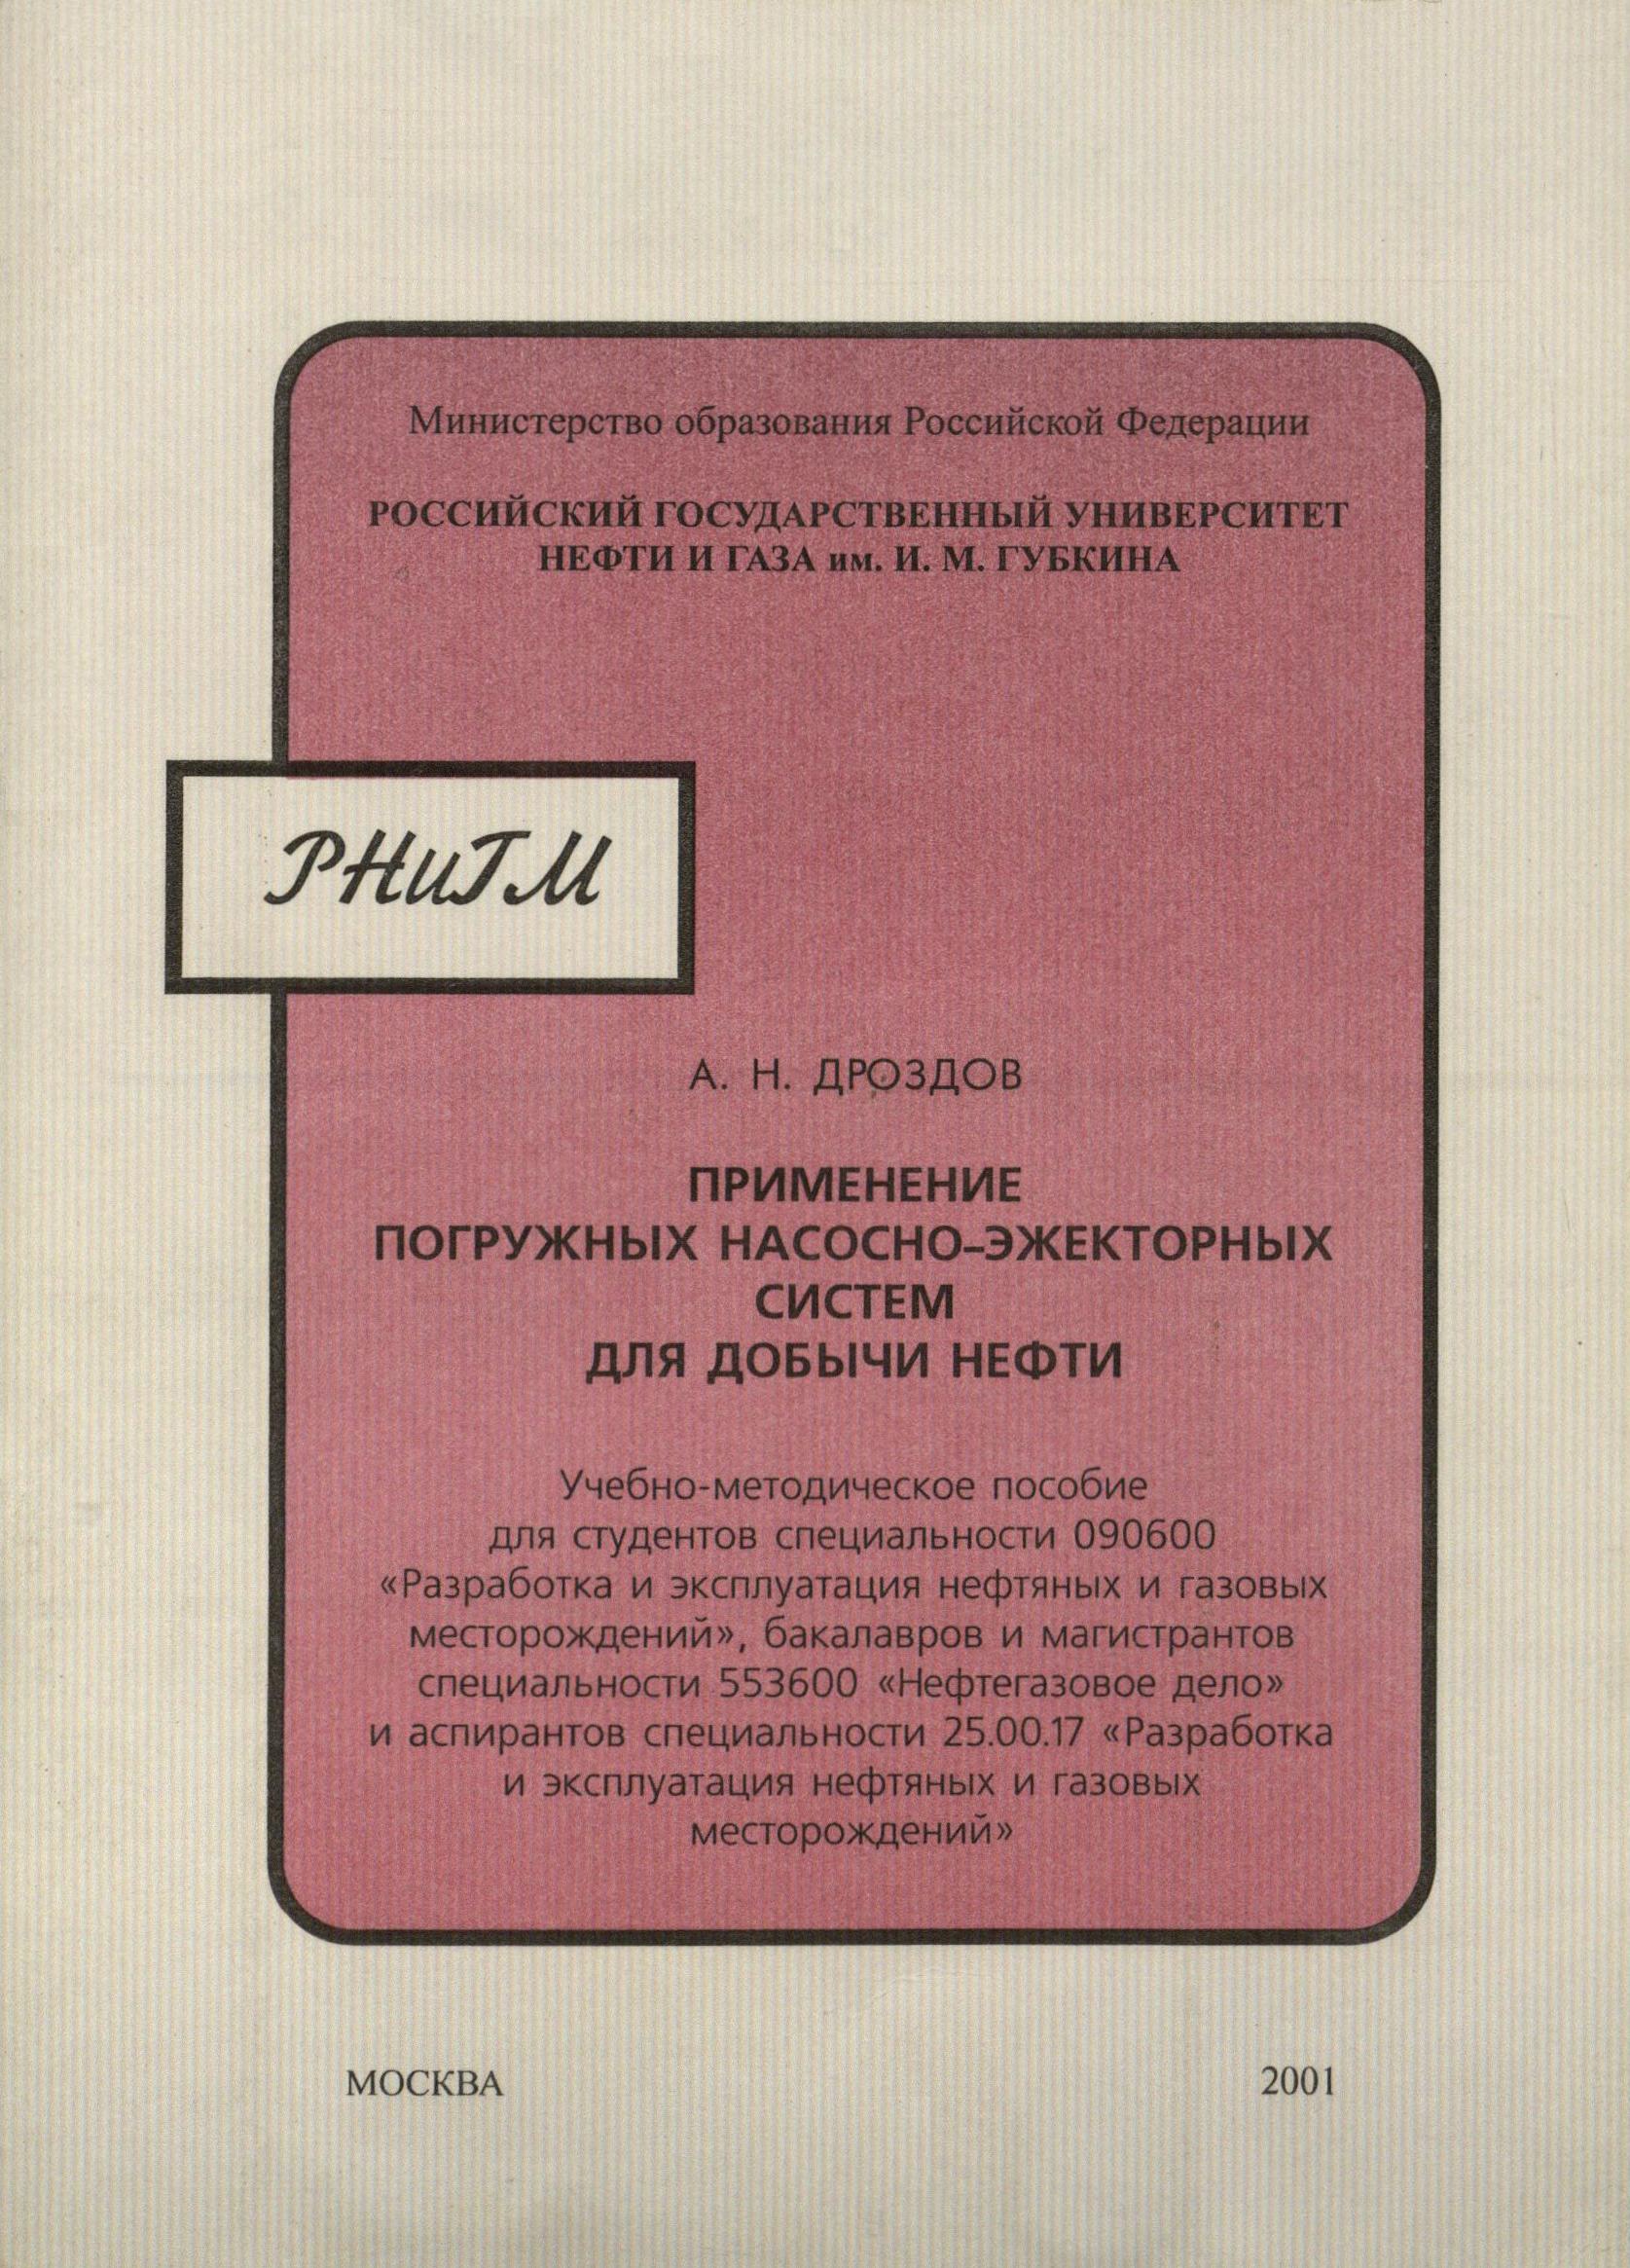 Министерство образования Российской Федерации
РОССИЙСКИЙ ГОСУДАРСТВЕННЫЙ УНИВЕРСИТЕТ
НЕФТИ И ГАЗА им. И. М. ГУБКИНА
РНиГМ
А. Н. ДРОЗДОВ
ПРИМЕНЕНИЕ
ПОГРУЖНЫХ НАСОСНО-ЭЖЕКТОРНЫХ
СИСТЕМ
ДЛЯ ДОБЫЧИ НЕФТИ
Учебно-методическое пособие
для студентов специальности 090600
«Разработка и эксплуатация нефтяных и газовых
месторождений», бакалавров и магистрантов
специальности 553600 «Нефтегазовое дело»
и аспирантов специальности 25.00.17 «Разработка
и эксплуатация нефтяных и газовых
месторождений»
МОСКВА 2001